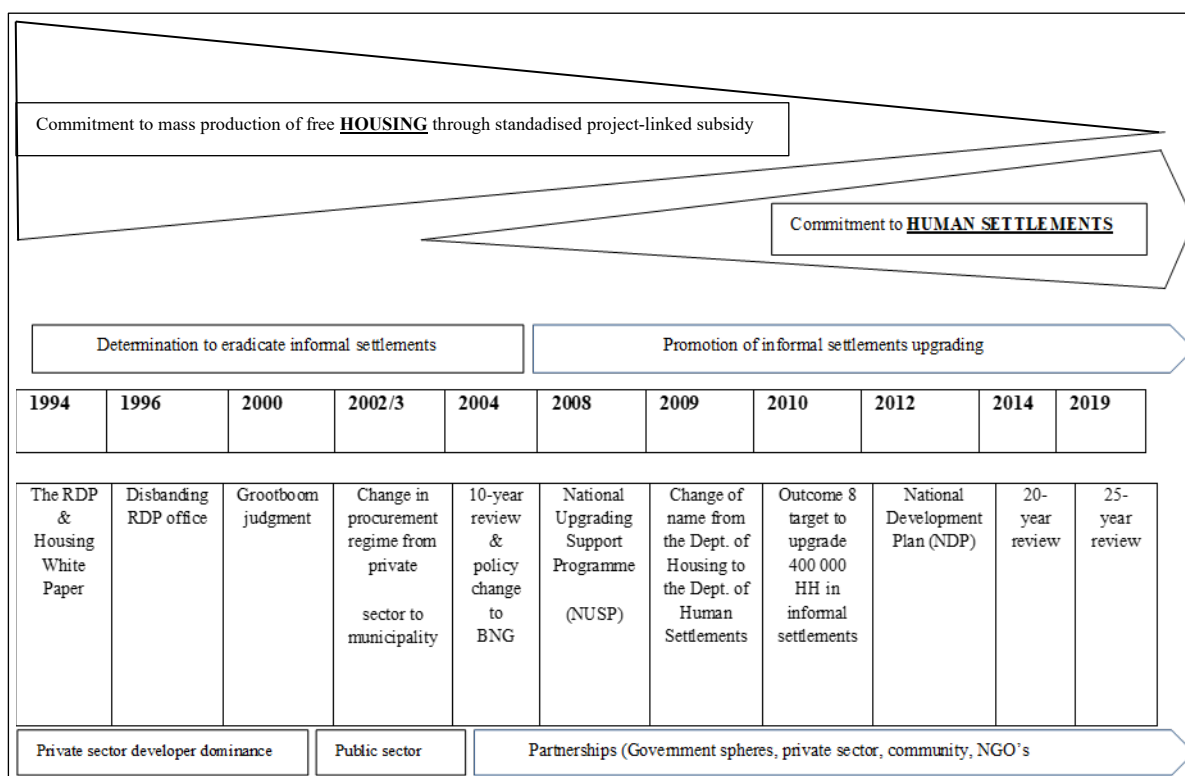 Commitment to mass production of free HOUSING through standadised project-linked subsidy
Commitment to HUMAN SETTLEMENTS
Determination to eradicate informal settlements
Promotion of informal settlements upgrading
1994
1996
2000
2002/3
2004
2008
2009
2010
2012
2014
2019
The RDP
&
Housing
White
Paper
Disbanding
RDP office
Grootboom
judgment
Change in
procurement
regime from
private
sector to
municipality
10-year
review
&
policy
change
to
BNG
National
Upgrading
Support
Programme
(NUSP)
Change of
name from
the Dept. of
Housing to
the Dept. of
Human
Settlements
Outcome 8
target to
upgrade
400 000
HH in
informal
settlements
National
Development
Plan (NDP)
20-
year
review
25-
year
review
Private sector developer dominance
Public sector
Partnerships (Government spheres, private sector, community, NGO's